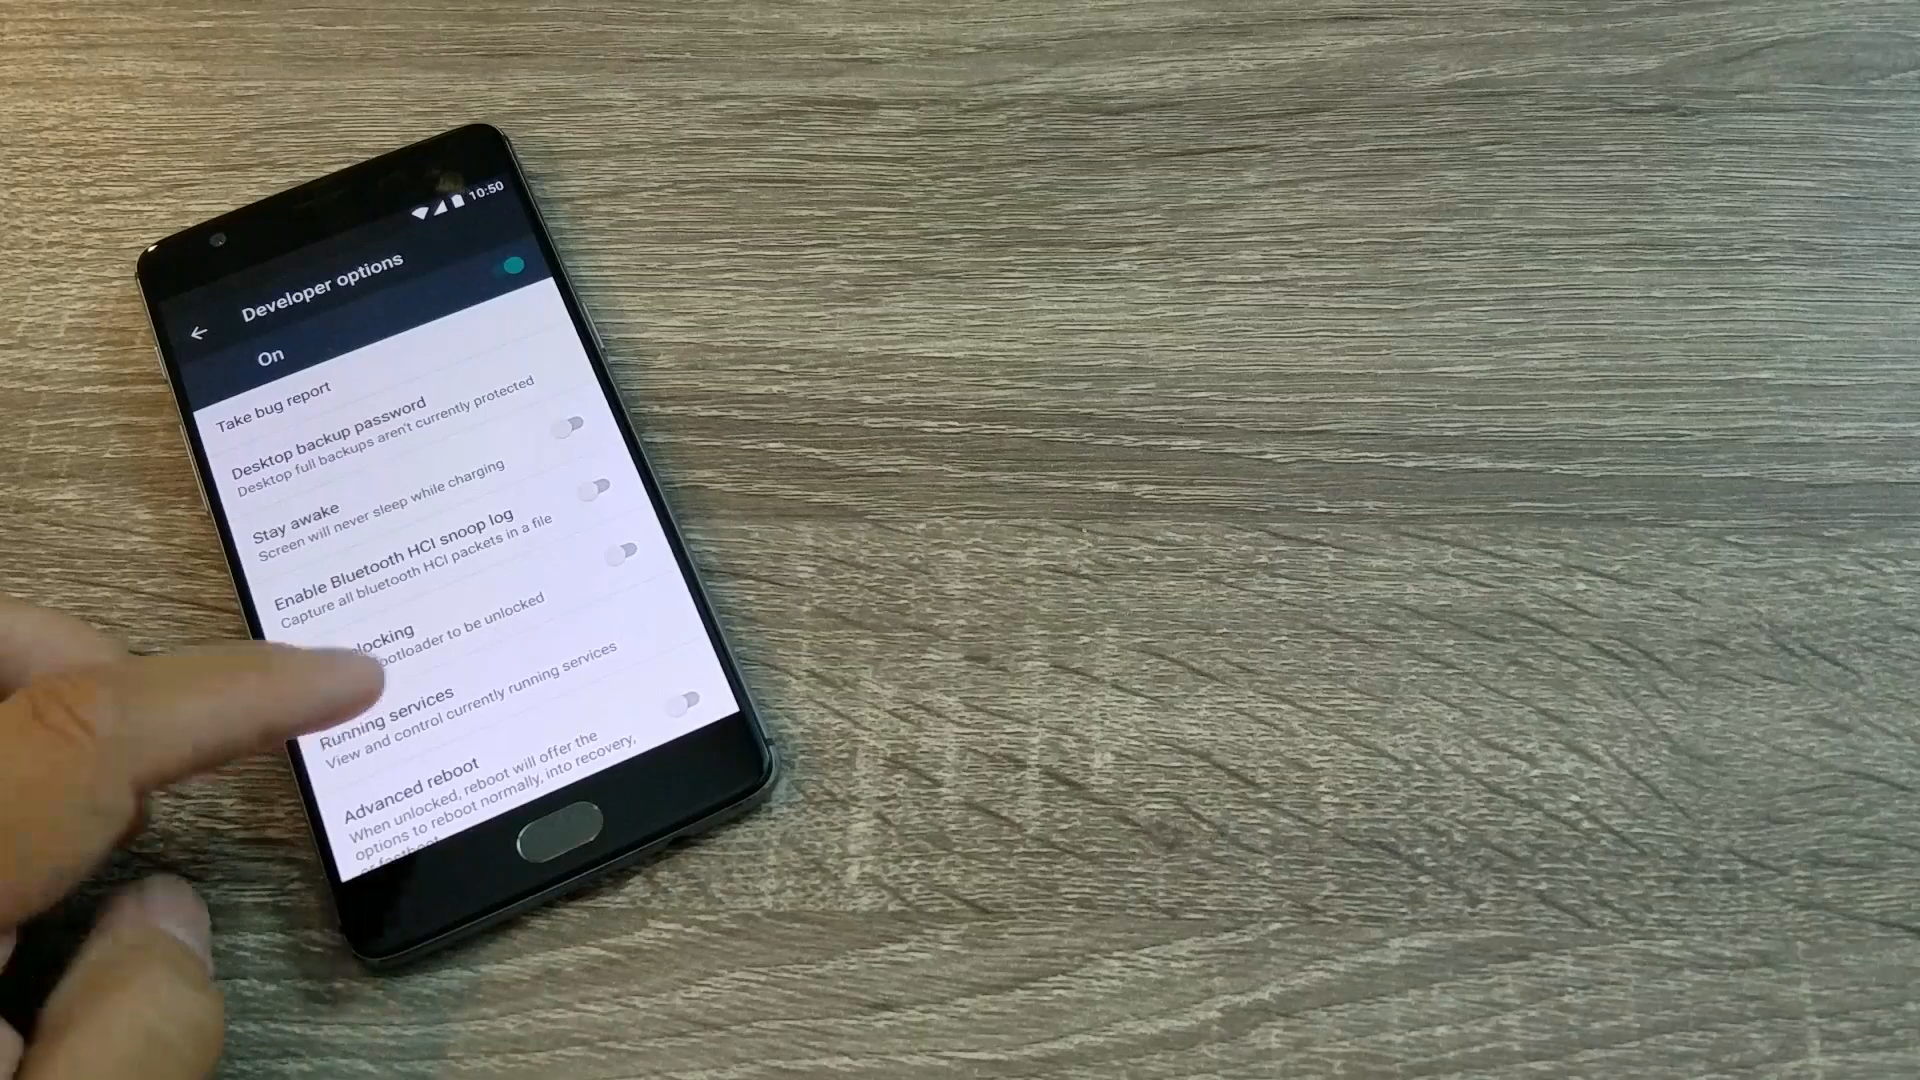 10:50
Developer options
On
Take bug report
Desktop backup password
Desktop full backups aren't currently protected
Stay awake
Screen will never sleep while charging
Enable Bluetooth HCI snoop log
Capture all bluetooth HCI packets in a file
to be unlocked
Running services
View and control currently running services
Advanced reboot
When unlocked, reboot will offer the
options to reboot normally, into recovery,